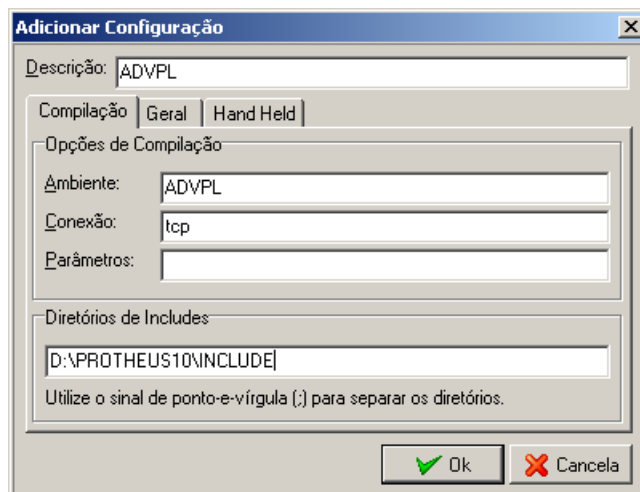 Adicionar Configuração
Descrição: ADVPL
Compilação Geral Hand Held
Opções de Compilação
Ambiente: ADVPL
Conexão: tcp
Parâmetros:
Diretórios de Includes
D:\PROTHEUS10\INCLUDE
Utilize o sinal de ponto-e-vírgula (;) para separar os diretórios.
Ok Cancela